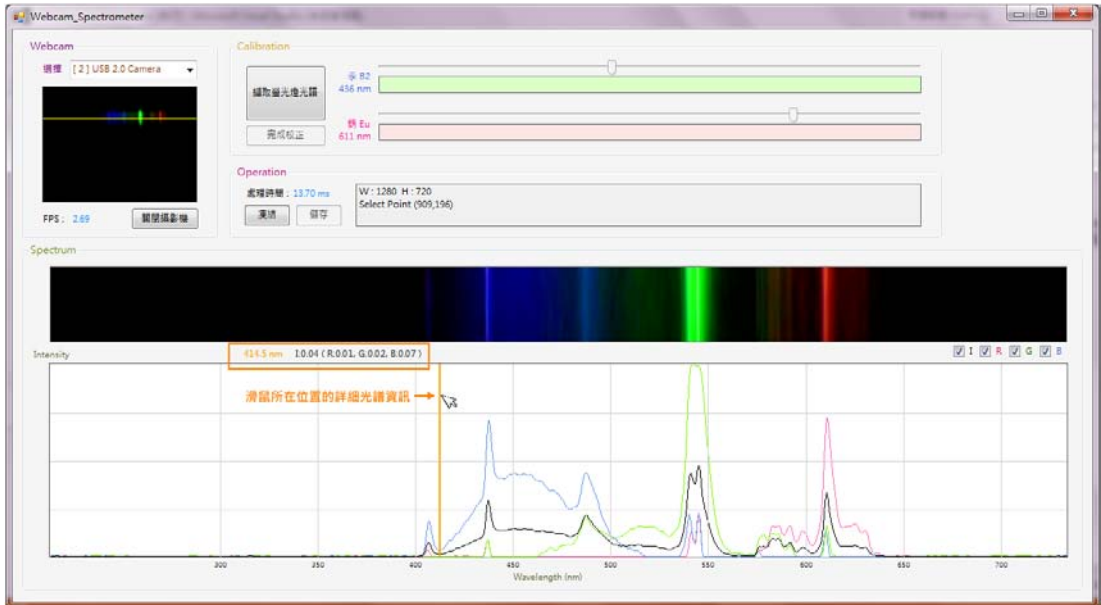 Webcam_Spectrometer
Webcam
選擇 [ 2 ] USB 2.0 Camera
FPS : 2.69 關閉攝影機
Calibration
擷取螢光燈光譜
完成校正
汞 B2
436 nm
銪 Eu
611 nm
Operation
處理時間 : 13.70 ms
還原 儲存
W : 1280 H : 720
Select Point (909,196)
Spectrum
Intensity
414.5 nm I:0.04 ( R:0.01, G:0.02, B:0.07 )
I R G B
滑鼠所在位置的詳細光譜資訊
300 350 400 450 500 550 600 650 700
Wavelength (nm)